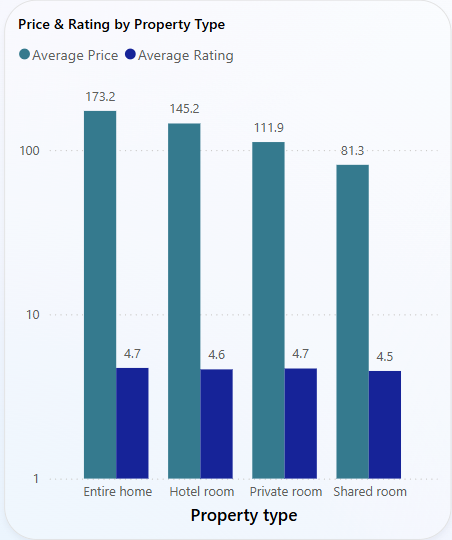 Price & Rating by Property Type
Average Price Average Rating
173.2
145.2
111.9
81.3
100
10
4.7
4.6
4.7
4.5
1
Entire home Hotel room Private room Shared room
Property type